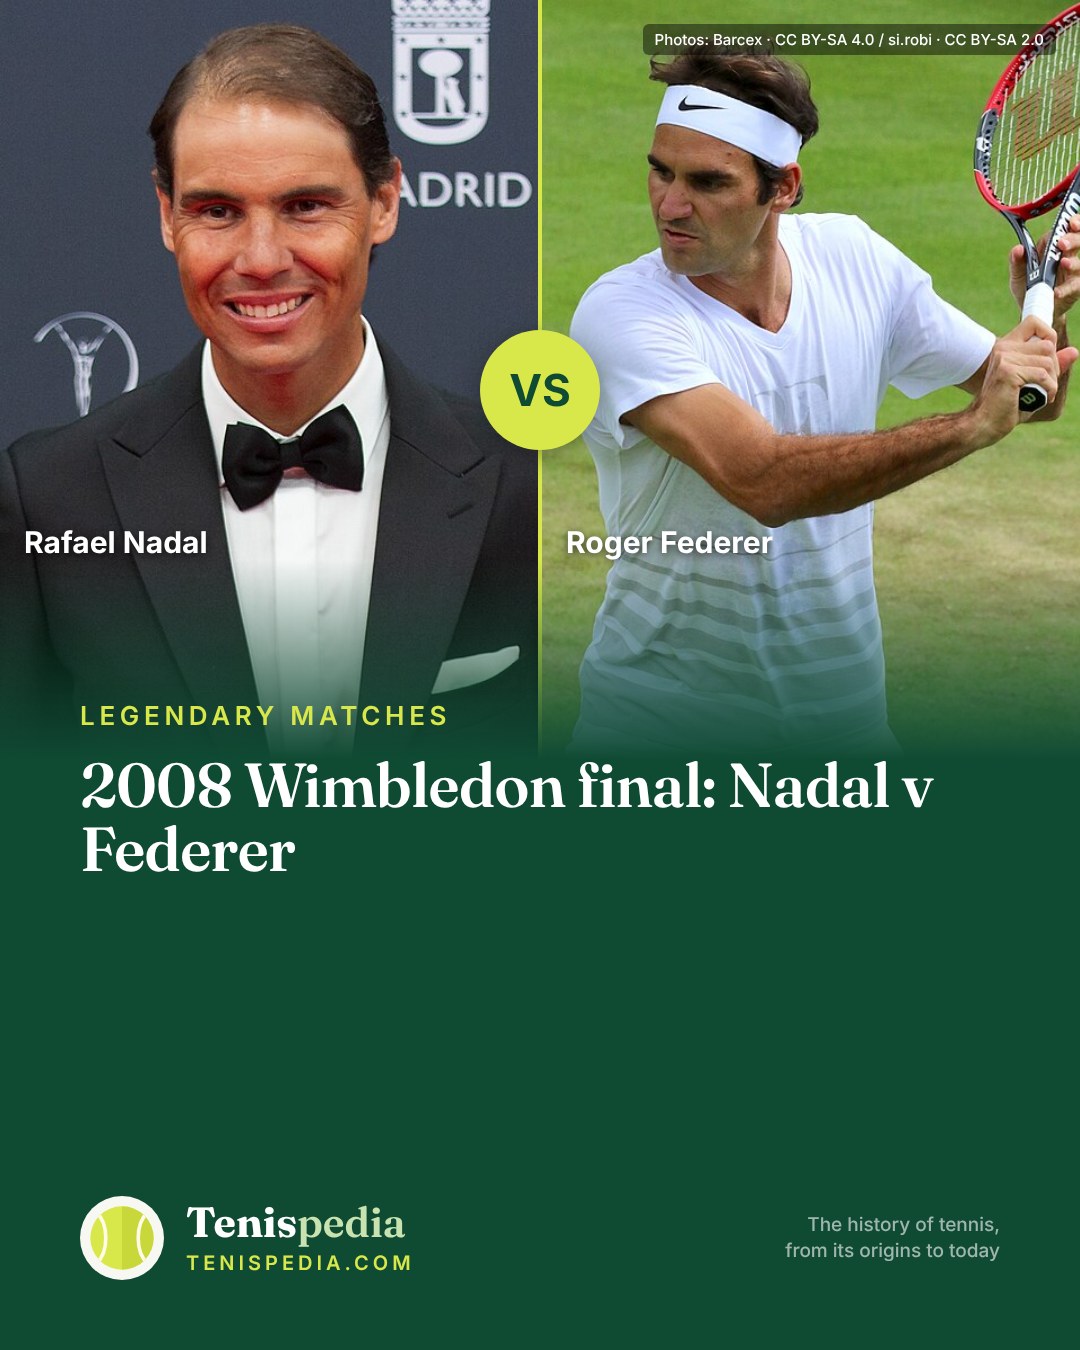 Photos: Barcex · CC BY-SA 4.0 / si.robi · CC BY-SA 2.0
ADRID
Wilson
VS
Rafael Nadal
Roger Federer
LEGENDARY MATCHES
2008 Wimbledon final: Nadal v
Federer
Tenispedia
TENISPEDIA.COM
The history of tennis,
from its origins to today